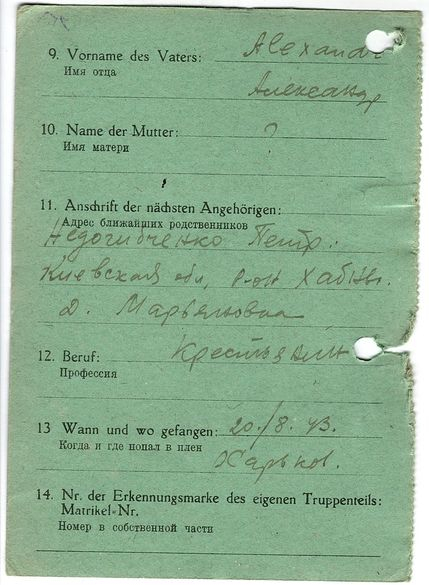 9. Vorname des Vaters: Alexander
Имя отца
Александр
10. Name der Mutter: ?
Имя матери
11. Anschrift der nächsten Angehörigen:
Адрес ближайших родственников
Петр.
Киевская обл, р-он Хабны.
д. Марьяновка
12. Beruf: Крестьянин
Профессия
13 Wann und wo gefangen: 20./8. 43.
Когда и где попал в плен
Харьков.
14. Nr. der Erkennungsmarke des eigenen Truppenteils:
Matrikel-Nr.
Номер в собственной части